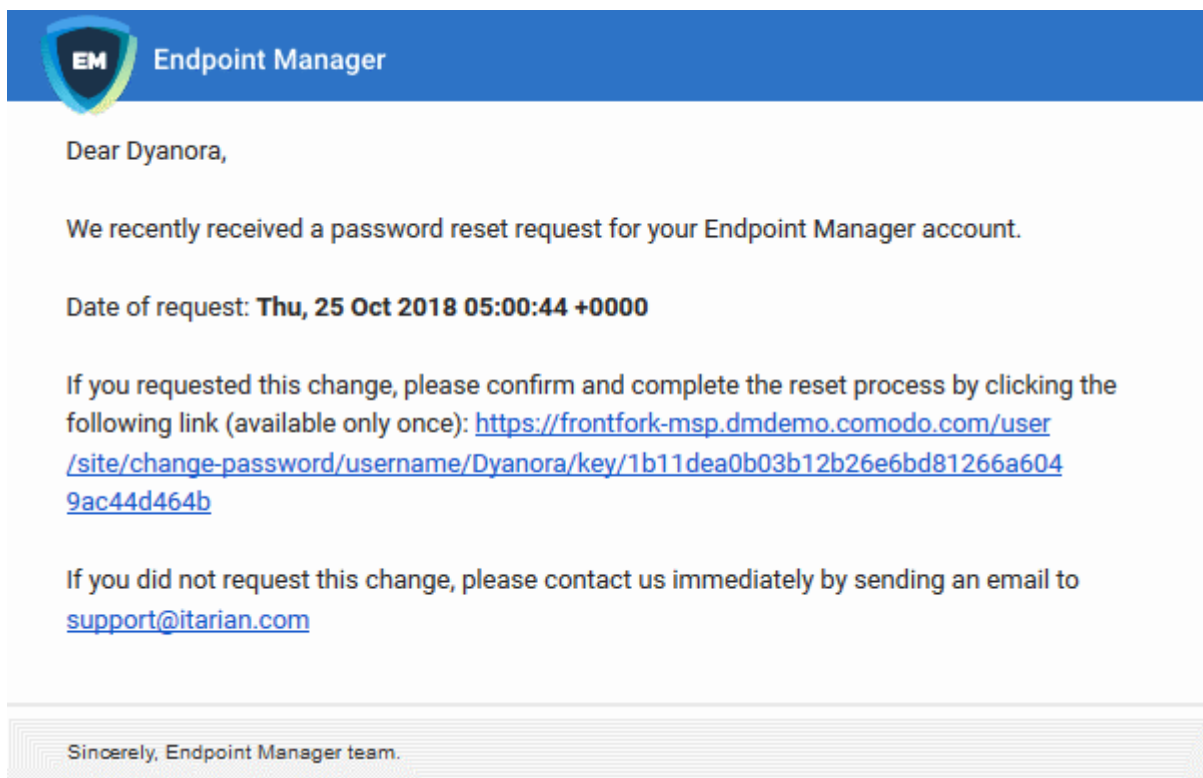 EM
Endpoint Manager
Dear Dyanora,
We recently received a password reset request for your Endpoint Manager account.
Date of request: Thu, 25 Oct 2018 05:00:44 +0000
If you requested this change, please confirm and complete the reset process by clicking the
following link (available only once): https://frontfork-msp.dmdemo.comodo.com/user
/site/change-password/username/Dyanora/key/1b11dea0b03b12b26e6bd81266a604
9ac44d464b
If you did not request this change, please contact us immediately by sending an email to
support@itarian.com
Sincerely, Endpoint Manager team.